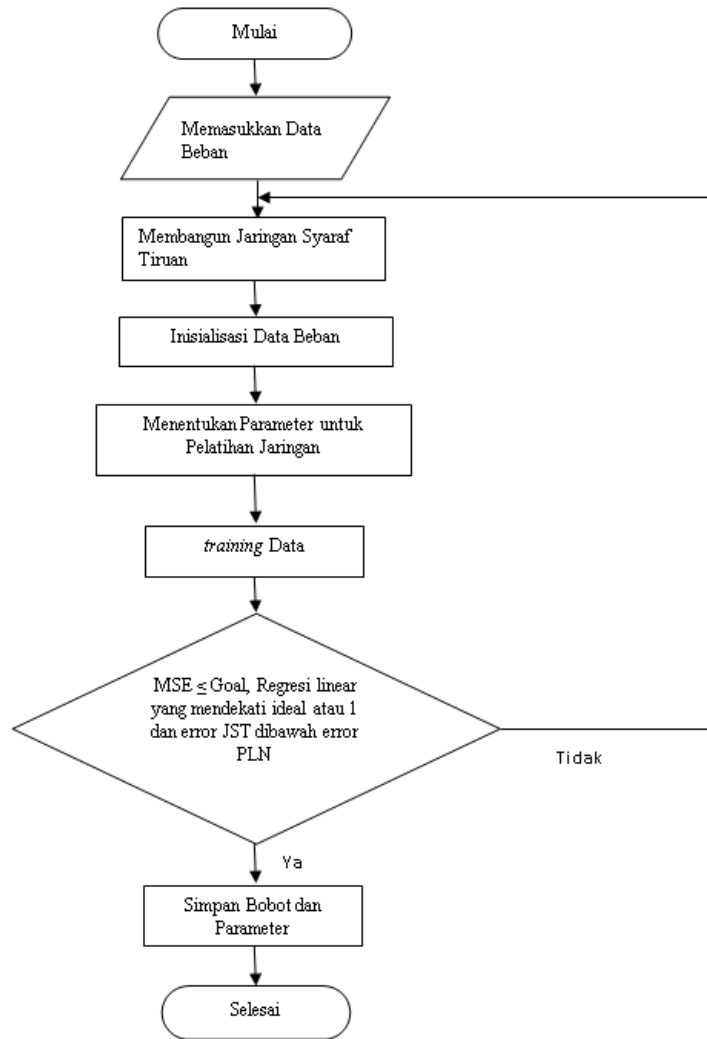 Mulai
Memasukkan Data
Beban
Membangun Jaringan Syaraf
Tiruan
Inisialisasi Data Beban
Menentukan Parameter untuk
Pelatihan Jaringan
training Data
MSE ≤ Goal, Regresi linear
yang mendekati ideal atau 1
dan error JST dibawah error
PLN
Tidak
Ya
Simpan Bobot dan
Parameter
Selesai